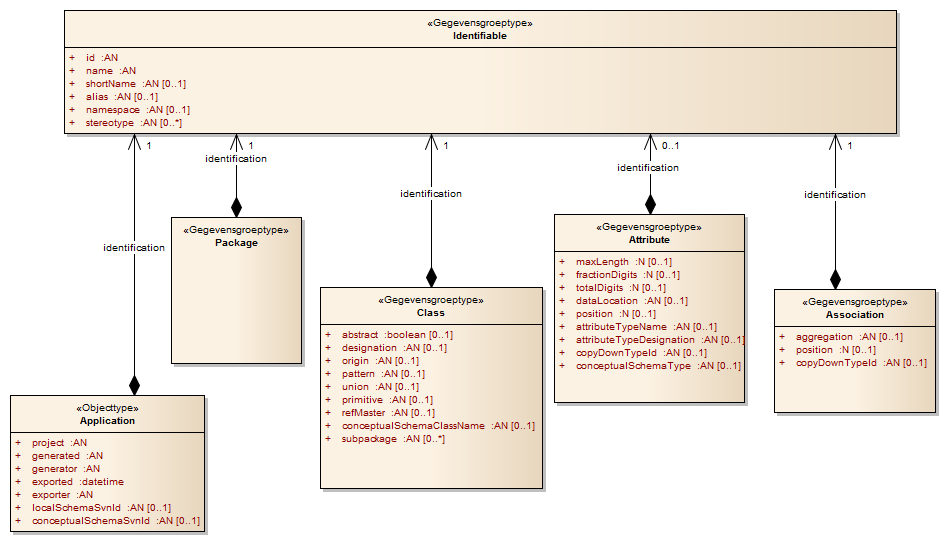 «Gegevensgroeptype»
Identifiable
+ id :AN
+ name :AN
+ shortName :AN [0..1]
+ alias :AN [0..1]
+ namespace :AN [0..1]
+ stereotype :AN [0..*]
1
1
1
0..1
1
identification
identification
identification
identification
identification
«Gegevensgroeptype»
Package
«Gegevensgroeptype»
Attribute
+ maxLength :N [0..1]
+ fractionDigits :N [0..1]
+ totalDigits :N [0..1]
+ dataLocation :AN [0..1]
+ position :N [0..1]
+ attributeTypeName :AN [0..1]
+ attributeTypeDesignation :AN [0..1]
+ copyDownTypeId :AN [0..1]
+ conceptualSchemaType :AN [0..1]
«Gegevensgroeptype»
Class
+ abstract :boolean [0..1]
+ designation :AN [0..1]
+ origin :AN [0..1]
+ pattern :AN [0..1]
+ union :AN [0..1]
+ primitive :AN [0..1]
+ refMaster :AN [0..1]
+ conceptualSchemaClassName :AN [0..1]
+ subpackage :AN [0..*]
«Gegevensgroeptype»
Association
+ aggregation :AN [0..1]
+ position :N [0..1]
+ copyDownTypeId :AN [0..1]
«Objecttype»
Application
+ project :AN
+ generated :AN
+ generator :AN
+ exported :datetime
+ exporter :AN
+ localSchemaSvnId :AN [0..1]
+ conceptualSchemaSvnId :AN [0..1]